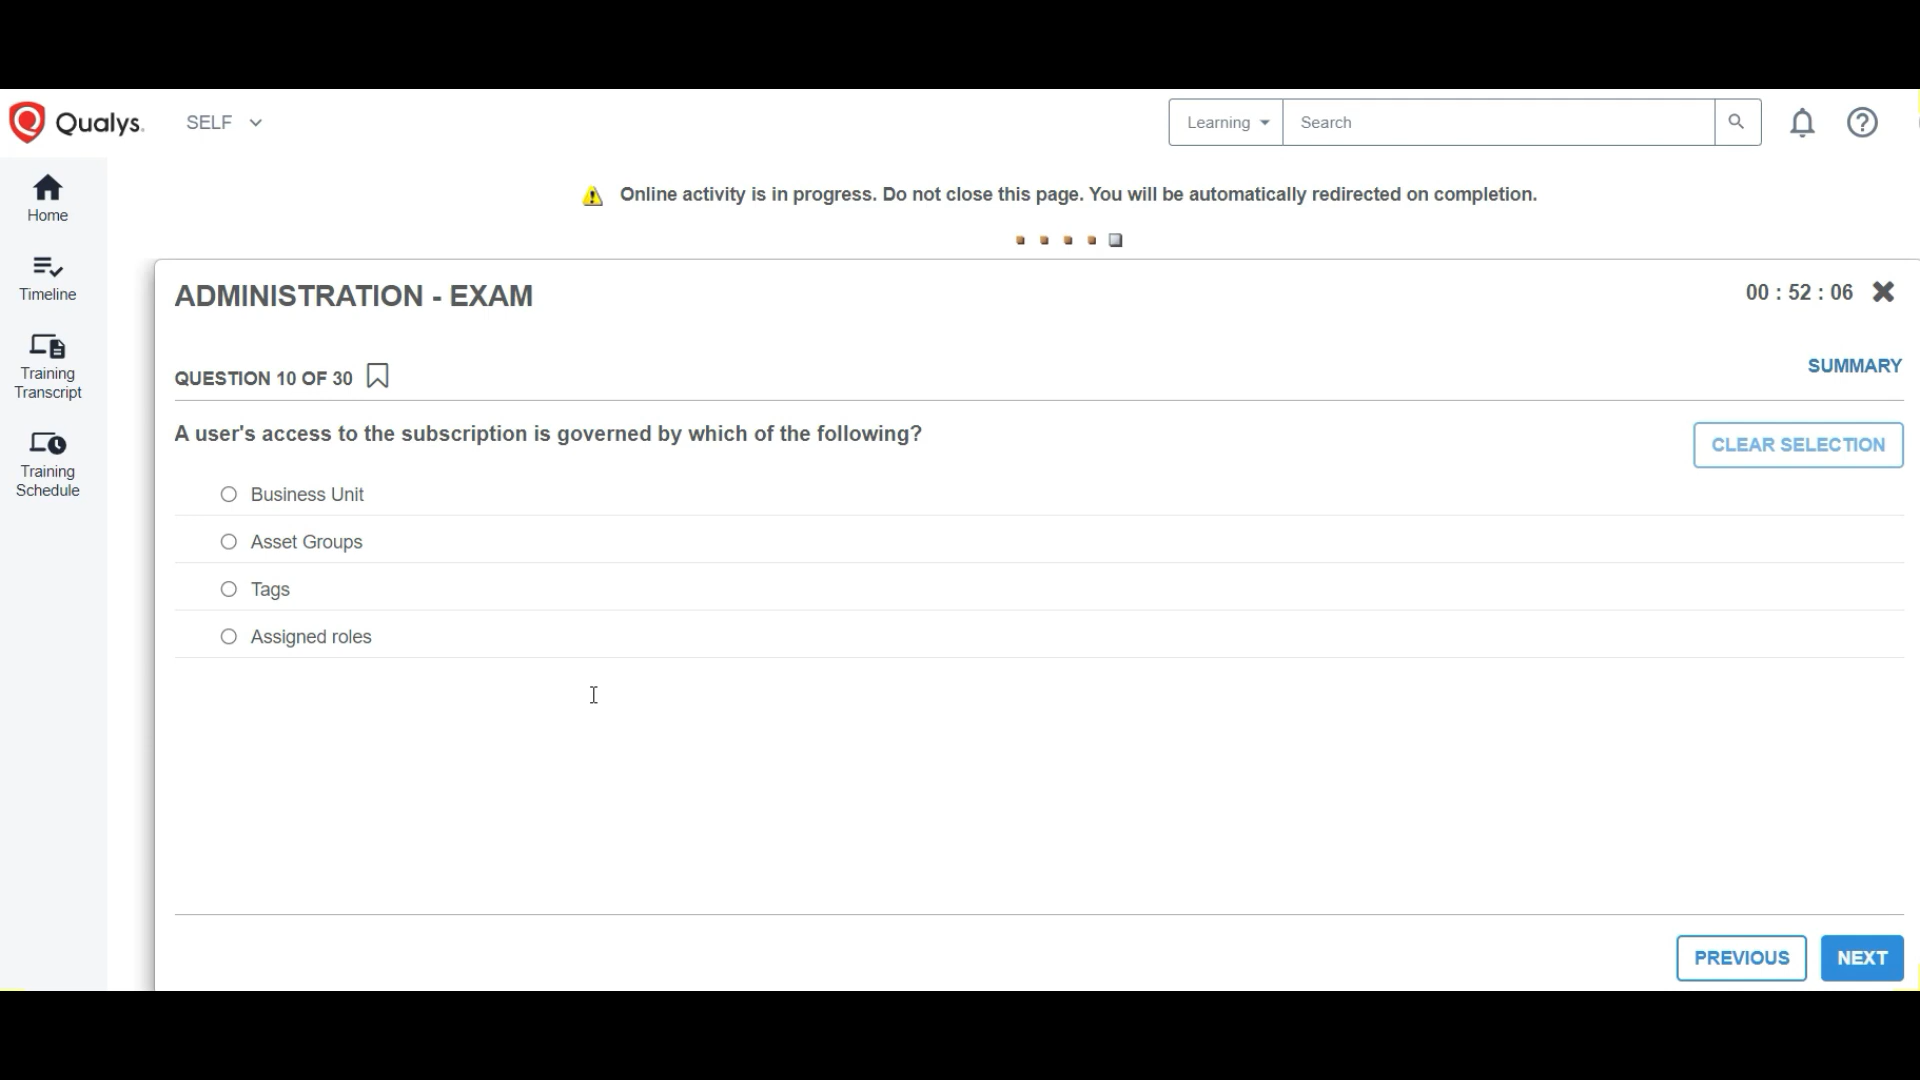 Qualys.
SELF
Learning
Search
Home
Timeline
Training
Transcript
Training
Schedule
Online activity is in progress. Do not close this page. You will be automatically redirected on completion.
ADMINISTRATION - EXAM
00 : 52 : 06
QUESTION 10 OF 30
SUMMARY
A user's access to the subscription is governed by which of the following?
CLEAR SELECTION
Business Unit
Asset Groups
Tags
Assigned roles
PREVIOUS
NEXT